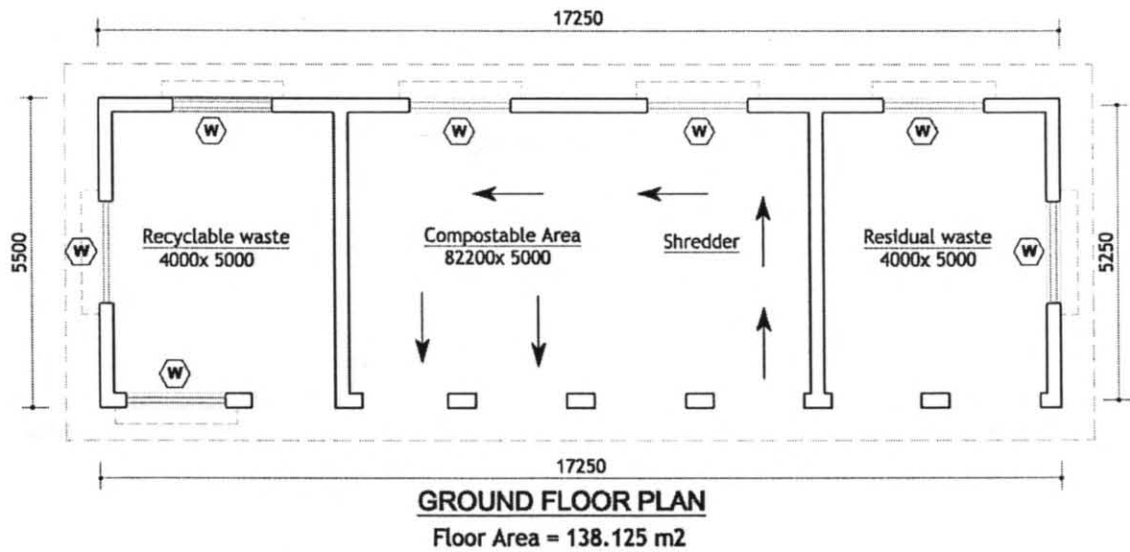 17250
W
W
W
W
5500
W
Recyclable waste
4000x 5000
Compostable Area
82200x 5000
Shredder
Residual waste
4000x 5000
W
5250
W
17250
GROUND FLOOR PLAN
Floor Area = 138.125 m2